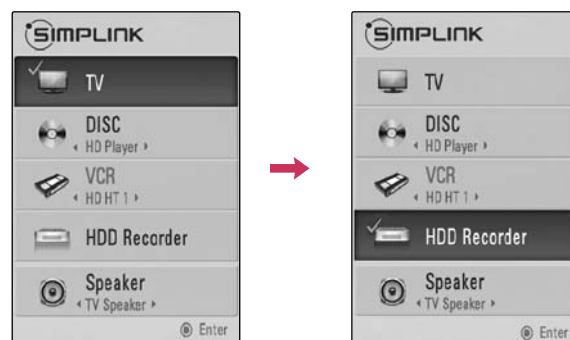 SIMPLINK
TV
DISC
HD Player
VCR
HD HT 1
HDD Recorder
Speaker
TV Speaker
Enter
SIMPLINK
TV
DISC
HD Player
VCR
HD HT 1
HDD Recorder
Speaker
TV Speaker
Enter